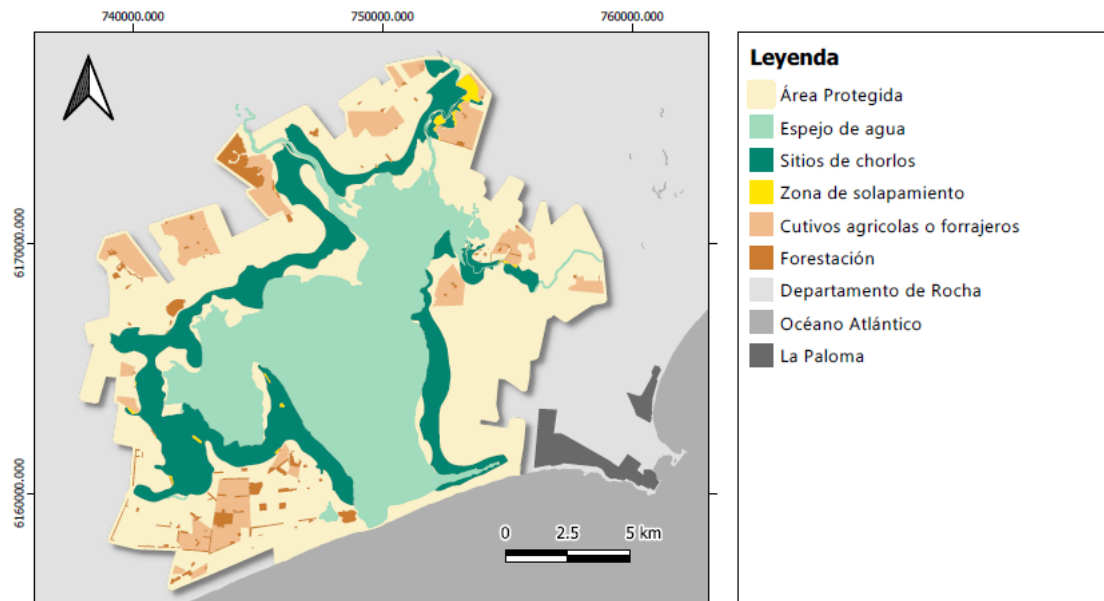 740000.000 750000.000 760000.000
6170000.000
6160000.000
0 2.5 5 km
Leyenda
Área Protegida
Espejo de agua
Sitios de chorlos
Zona de solapamiento
Cutivos agricolas o forrajeros
Forestación
Departamento de Rocha
Océano Atlántico
La Paloma